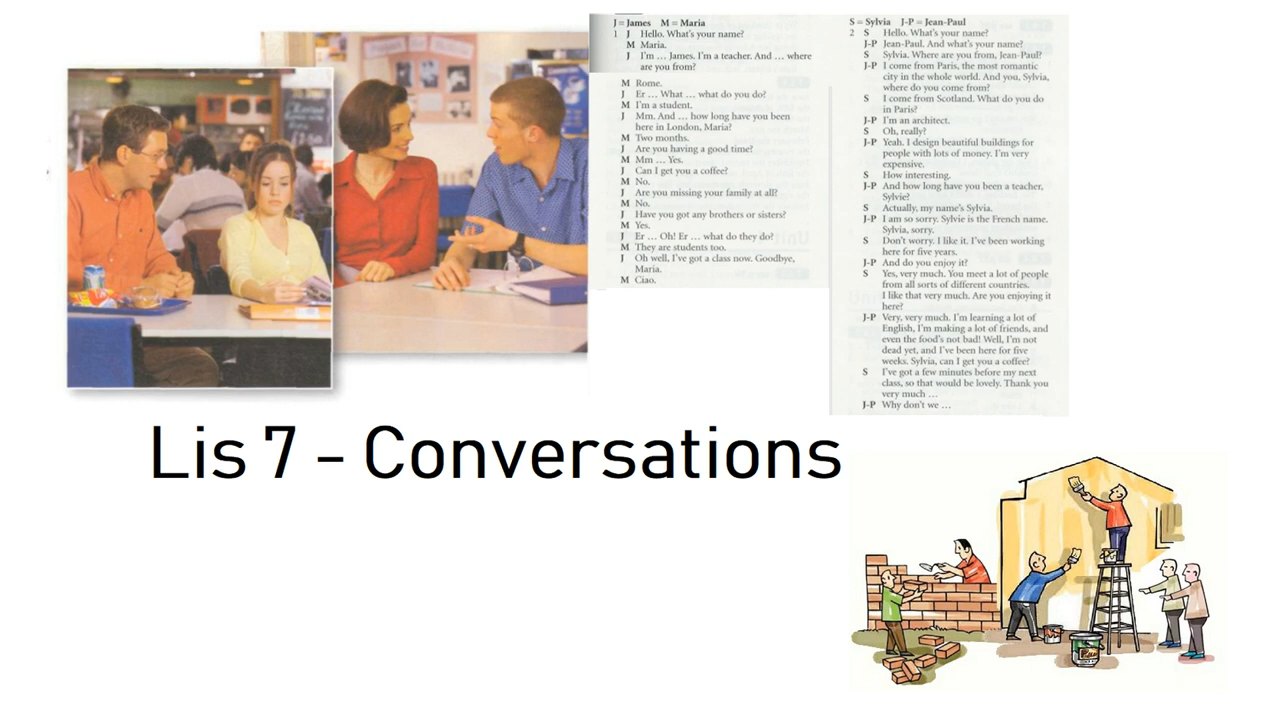 J = James M = Maria
1 J Hello. What's your name?
M Maria.
J I'm … James. I'm a teacher. And … where
are you from?
M Rome.
J Er … What … what do you do?
M I'm a student.
J Mm. And … how long have you been
here in London, Maria?
M Two months.
J Are you having a good time?
M Mm … Yes.
J Can I get you a coffee?
M No.
J Are you missing your family at all?
M No.
J Have you got any brothers or sisters?
M Yes.
J Er … Oh! Er … what do they do?
M They are students too.
J Oh well, I've got a class now. Goodbye,
Maria.
M Ciao.
S = Sylvia J-P = Jean-Paul
2 S Hello. What's your name?
J-P Jean-Paul. And what's your name?
S Sylvia. Where are you from, Jean-Paul?
J-P I come from Paris, the most romantic
city in the whole world. And you, Sylvia,
where do you come from?
S I come from Scotland. What do you do
in Paris?
J-P I'm an architect.
S Oh, really?
J-P Yeah. I design beautiful buildings for
people with lots of money. I'm very
expensive.
S How interesting.
J-P And how long have you been a teacher,
Sylvie?
S Actually, my name's Sylvia.
J-P I am so sorry. Sylvie is the French name.
Sylvia, sorry.
S Don't worry. I like it. I've been working
here for five years.
J-P And do you enjoy it?
S Yes, very much. You meet a lot of people
from all sorts of different countries.
I like that very much. Are you enjoying it
here?
J-P Very, very much. I'm learning a lot of
English, I'm making a lot of friends, and
even the food's not bad! Well, I'm not
dead yet, and I've been here for five
weeks. Sylvia, can I get you a coffee?
S I've got a few minutes before my next
class, so that would be lovely. Thank you
very much …
J-P Why don't we …
Lis 7 – Conversations